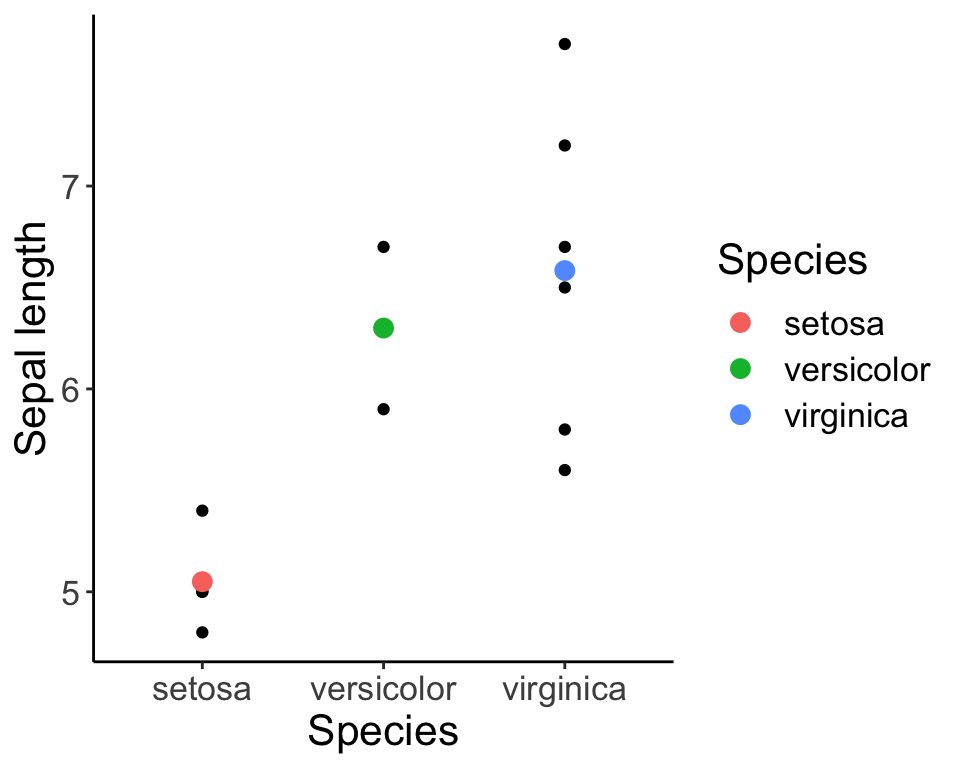 Sepal length
7
6
5
setosa
versicolor
virginica
Species
Species
setosa
versicolor
virginica